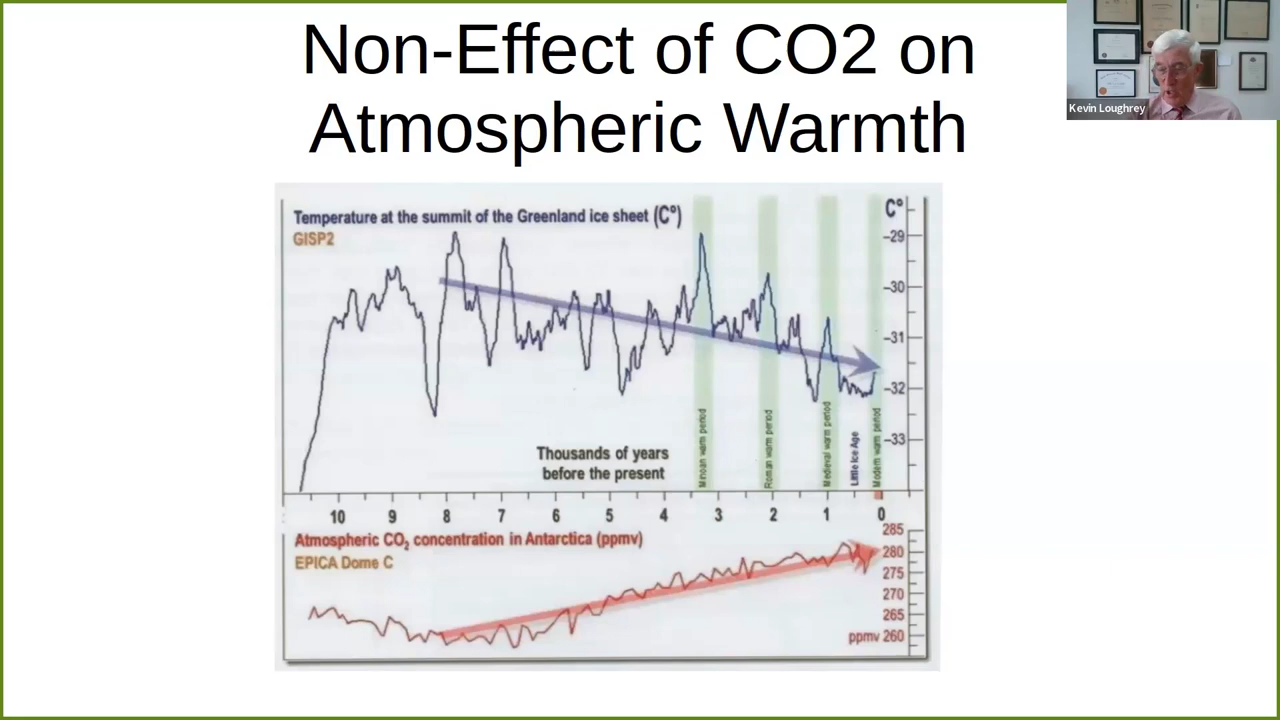 Non-Effect of CO2 on
Atmospheric Warmth
Kevin Loughrey
Temperature at the summit of the Greenland ice sheet (C°)
GISP2
C°
-29
-30
-31
-32
-33
Thousands of years
before the present
Minoan warm period
Roman warm period
Medieval warm period
Little Ice Age
Modern warm period
10 9 8 7 6 5 4 3 2 1 0
Atmospheric CO2 concentration in Antarctica (ppmv)
EPICA Dome C
285
280
275
270
265
ppmv 260